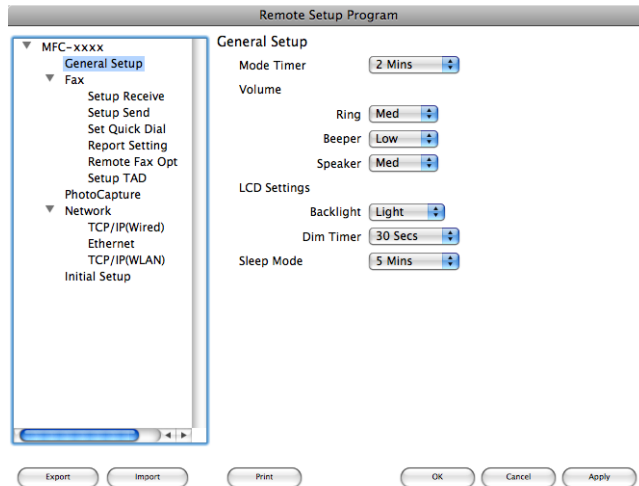 Remote Setup Program
MFC-xxxx
General Setup
Fax
Setup Receive
Setup Send
Set Quick Dial
Report Setting
Remote Fax Opt
Setup TAD
PhotoCapture
Network
TCP/IP(Wired)
Ethernet
TCP/IP(WLAN)
Initial Setup
General Setup
Mode Timer 2 Mins
Volume
Ring Med
Beeper Low
Speaker Med
LCD Settings
Backlight Light
Dim Timer 30 Secs
Sleep Mode 5 Mins
Export Import Print OK Cancel Apply